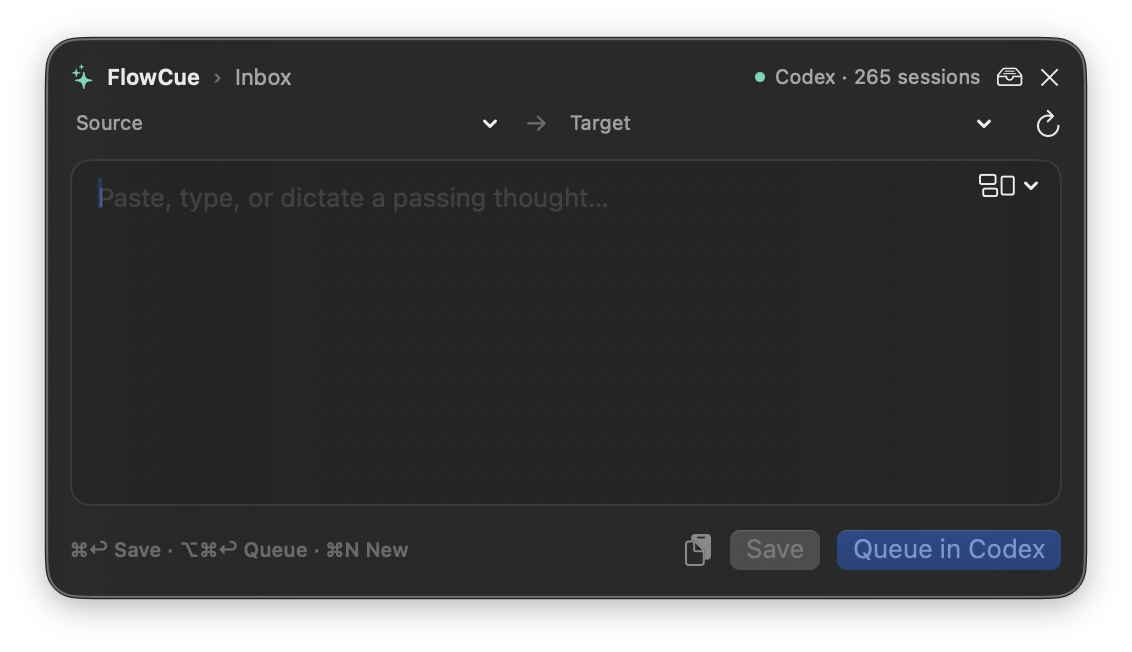 FlowCue › Inbox
Codex · 265 sessions
Source → Target
Paste, type, or dictate a passing thought...
⌘↩ Save · ⌥⌘↩ Queue · ⌘N New
Save
Queue in Codex